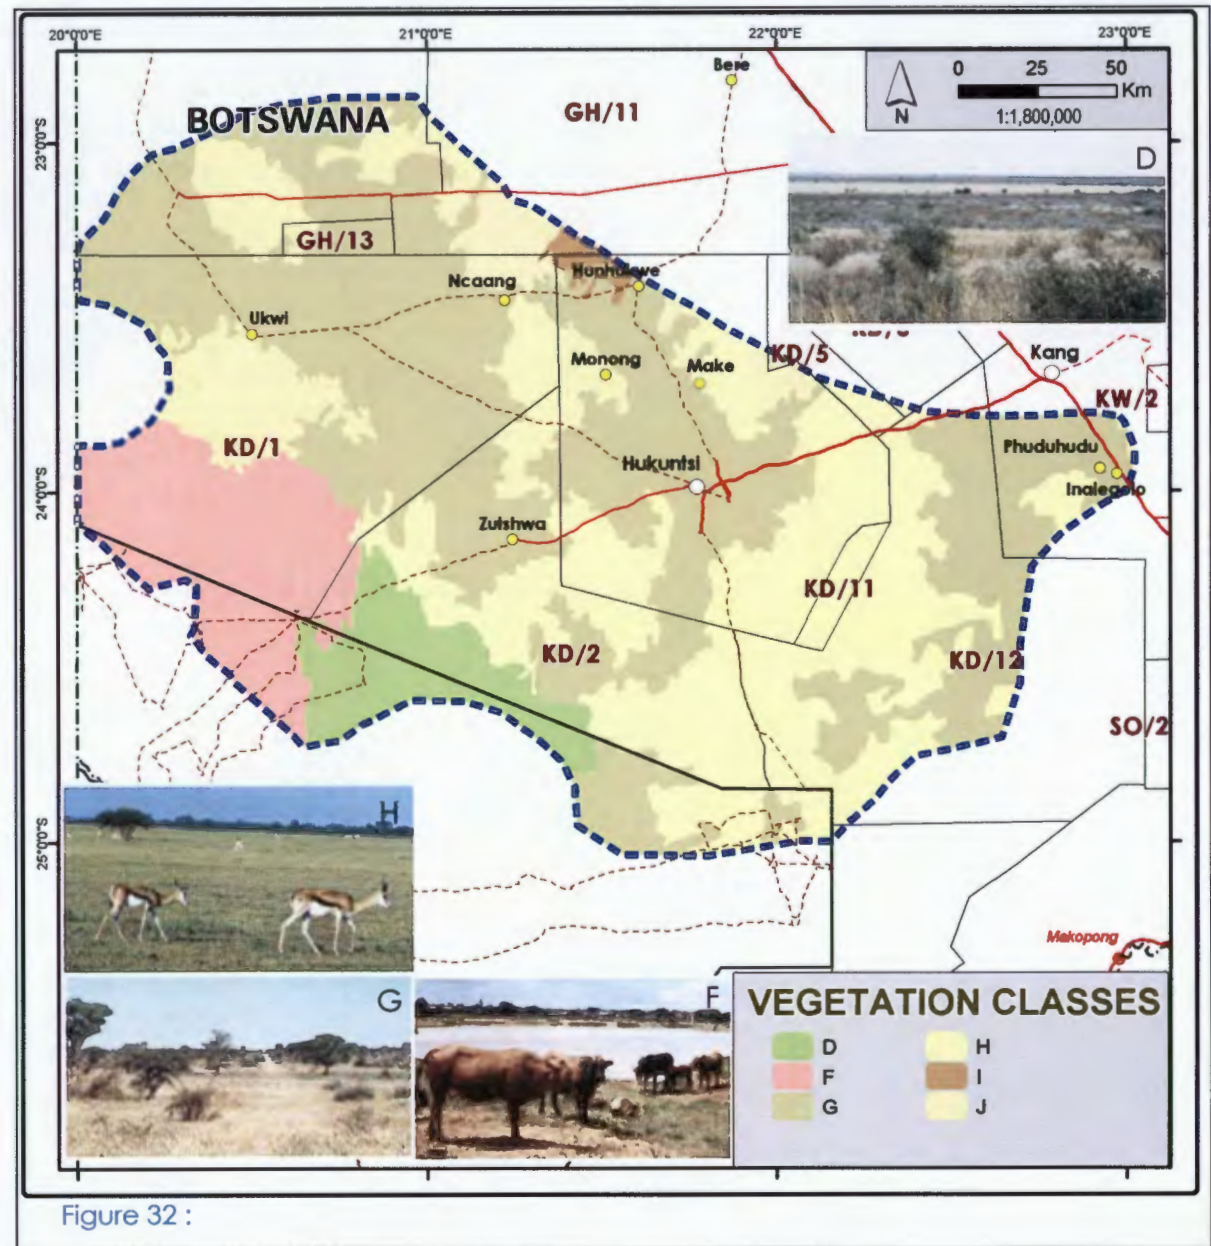 20°0'0"E 21°0'0"E 22°0'0"E 23°0'0"E
Bere
0 25 50 Km
N
1:1,800,000
BOTSWANA
GH/11
23°0'0"S
D
GH/13
Ncaang
Ukwi
Monong
Make
KD/5
Kang
KW/2
KD/1
Phuduhudu
Hukuntsi
24°0'0"S
Zutshwa
KD/11
KD/2
KD/12
SO/2
H
25°0'0"S
Makopong
G
F
VEGETATION CLASSES
D
H
F
I
G
J
Figure 32 :